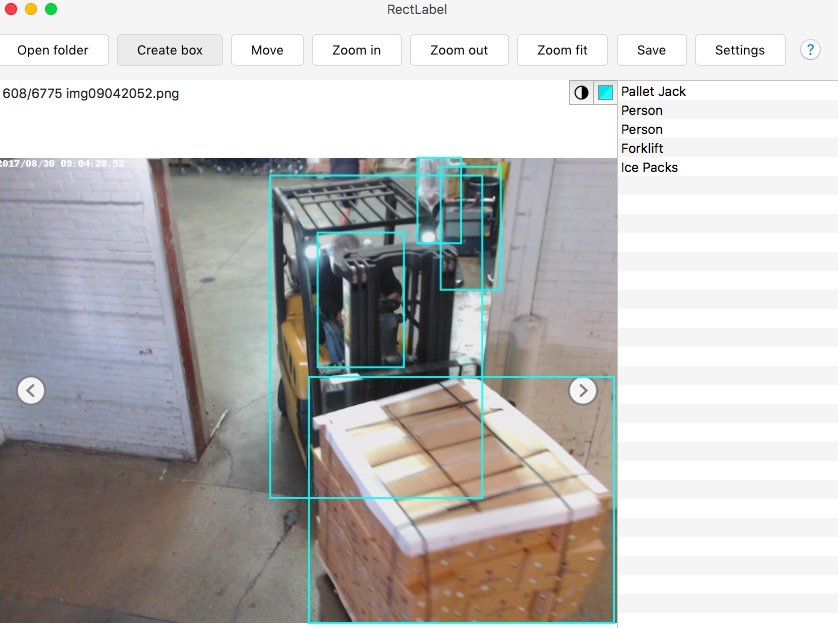 RectLabel
Open folder
Create box
Move
Zoom in
Zoom out
Zoom fit
Save
Settings
?
608/6775 img09042052.png
Pallet Jack
Person
Person
Forklift
Ice Packs
2017/08/30 09:04:20:52